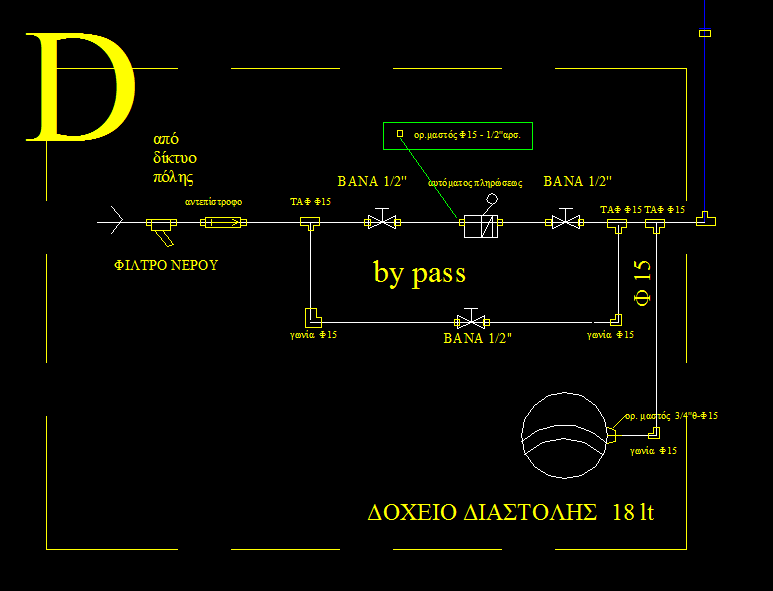 D
από
δίκτυο
πόλης
ορ.μαστός Φ15 - 1/2"αρσ.
ΒΑΝΑ 1/2"
αυτόματος πληρώσεως
ΒΑΝΑ 1/2"
αντεπίστροφο
ΤΑΦ Φ15
ΤΑΦ Φ15
ΤΑΦ Φ15
ΦΙΛΤΡΟ ΝΕΡΟΥ
by pass
Φ 15
γωνία Φ15
ΒΑΝΑ 1/2"
γωνία Φ15
ορ. μαστός 3/4"θ-Φ15
γωνία Φ15
ΔΟΧΕΙΟ ΔΙΑΣΤΟΛΗΣ 18 lt